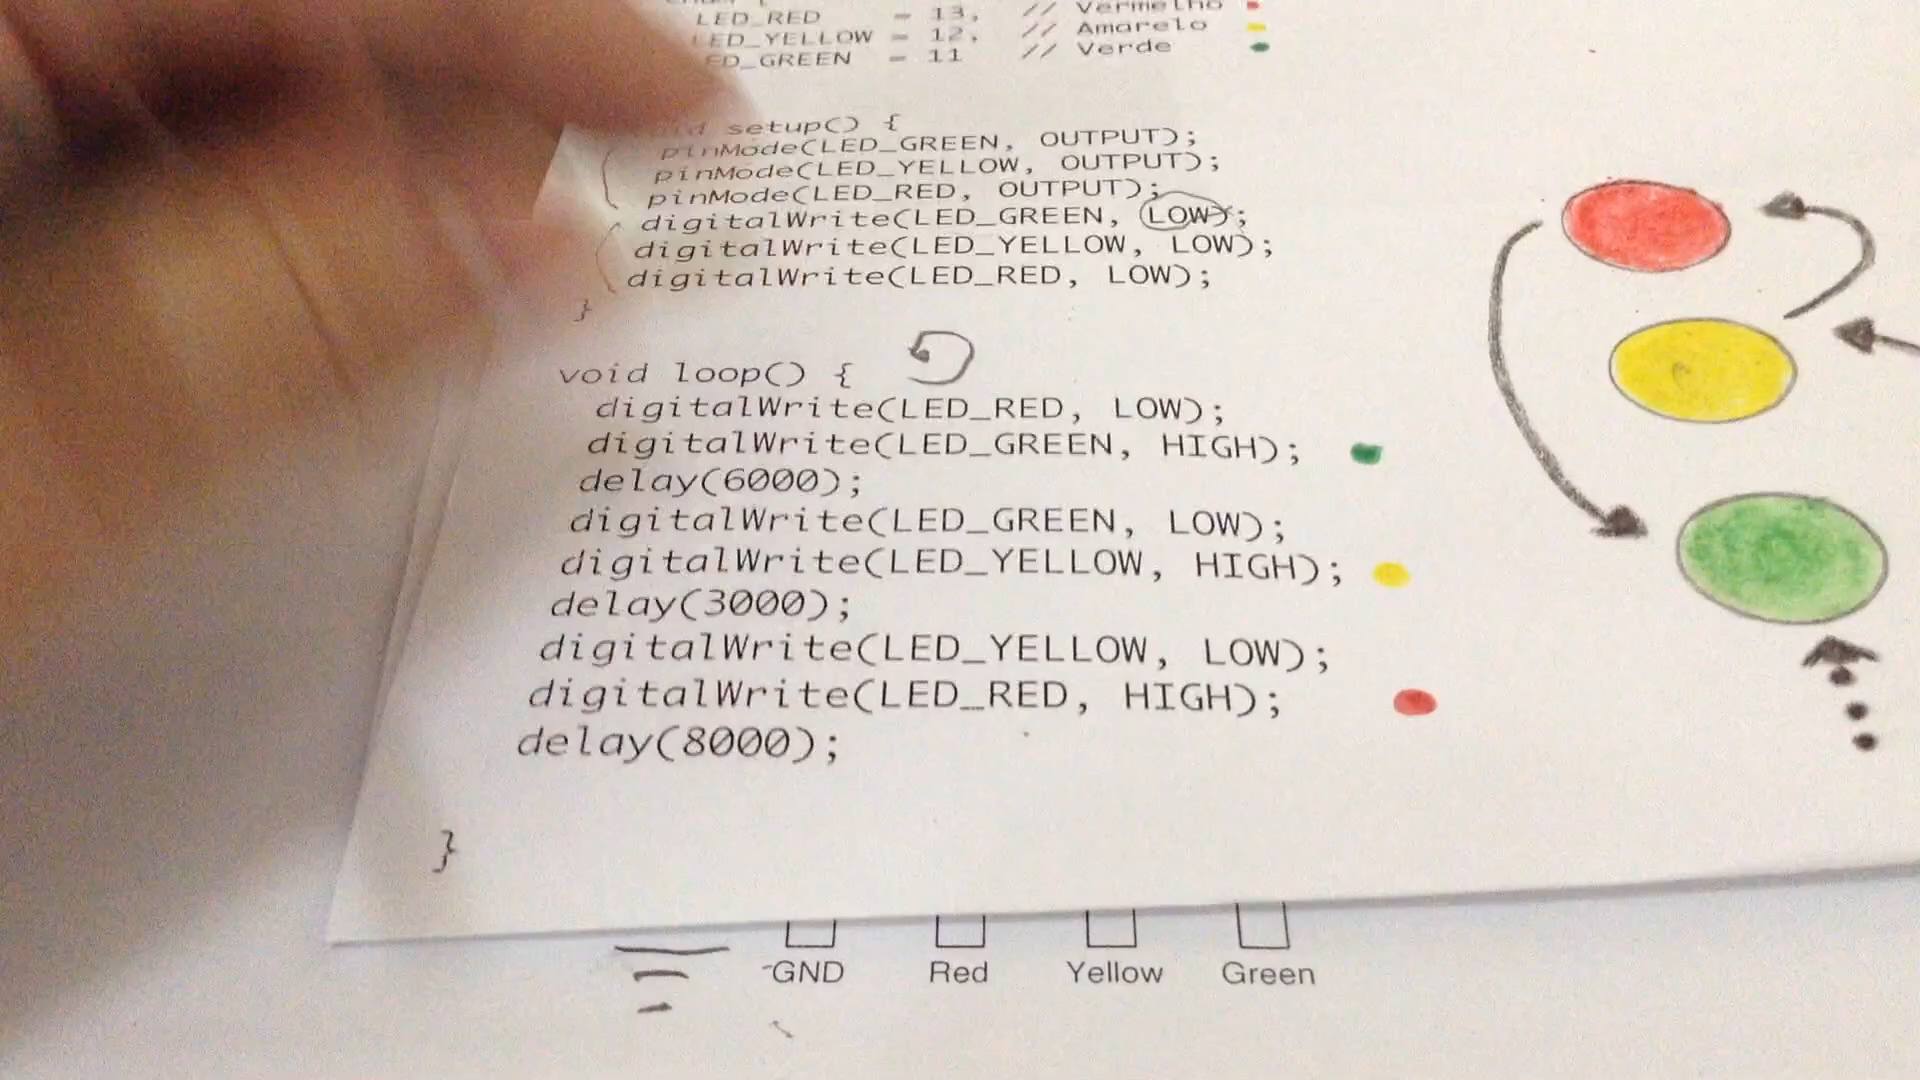 LED_RED = 13, // Vermelho
LED_YELLOW = 12, // Amarelo
ED_GREEN = 11 // Verde
setup() {
pinMode(LED_GREEN, OUTPUT);
pinMode(LED_YELLOW, OUTPUT);
pinMode(LED_RED, OUTPUT);
digitalWrite(LED_GREEN, LOW);
digitalWrite(LED_YELLOW, LOW);
digitalWrite(LED_RED, LOW);
}
void loop() {
digitalWrite(LED_RED, LOW);
digitalWrite(LED_GREEN, HIGH);
delay(6000);
digitalWrite(LED_GREEN, LOW);
digitalWrite(LED_YELLOW, HIGH);
delay(3000);
digitalWrite(LED_YELLOW, LOW);
digitalWrite(LED_RED, HIGH);
delay(8000);
}
GND Red Yellow Green